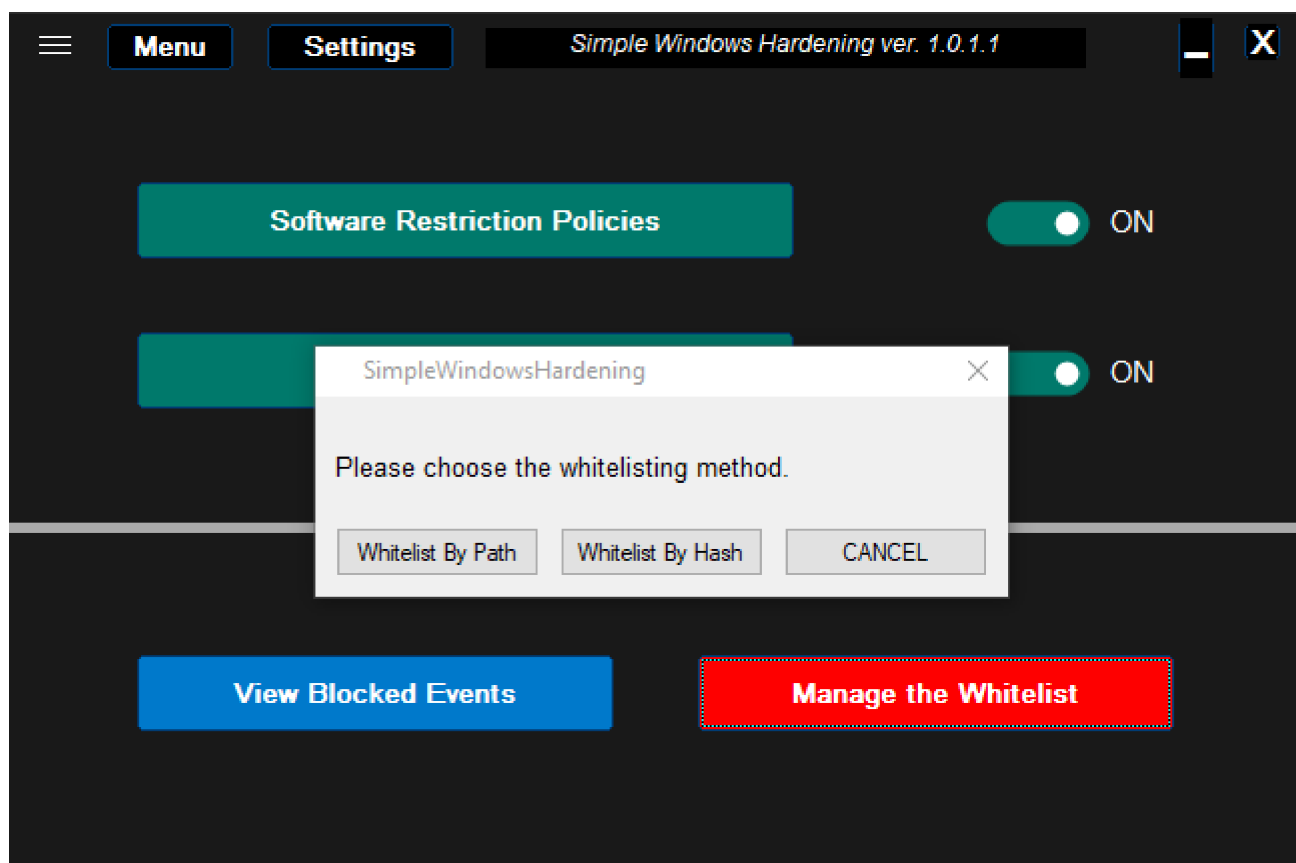 Menu
Settings
Simple Windows Hardening ver. 1.0.1.1
X
Software Restriction Policies
ON
SimpleWindowsHardening
ON
Please choose the whitelisting method.
Whitelist By Path
Whitelist By Hash
CANCEL
View Blocked Events
Manage the Whitelist